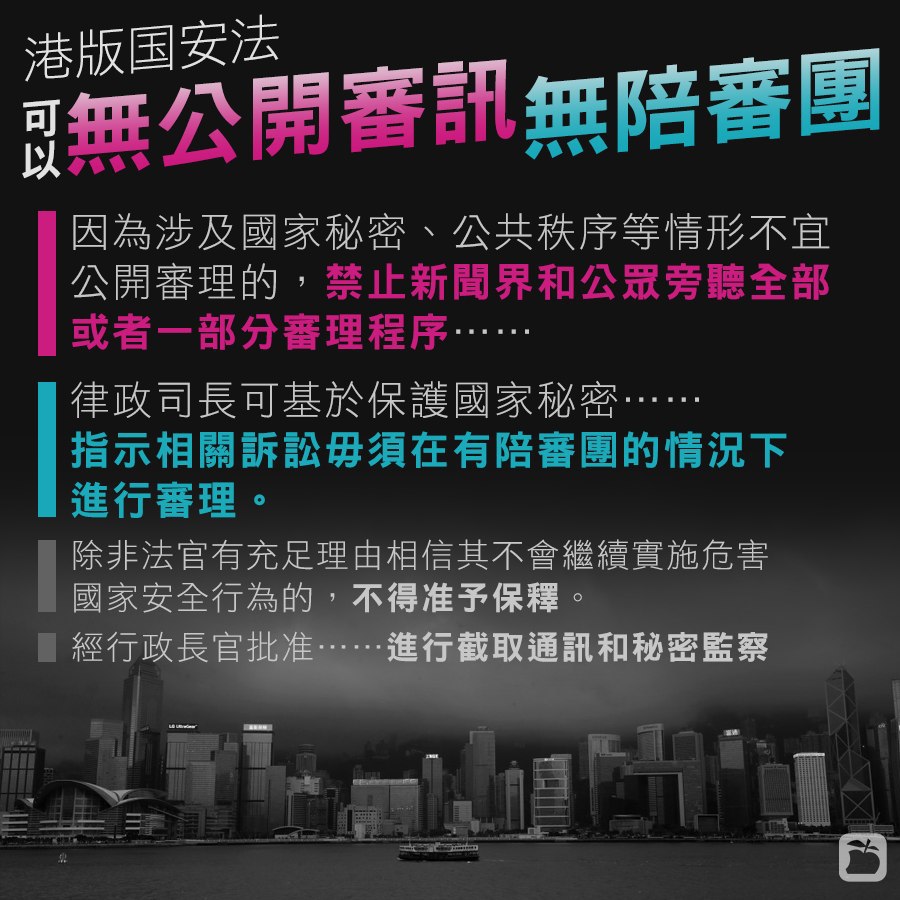 港版国安法
可以無公開審訊無陪審團
因為涉及國家秘密、公共秩序等情形不宜
公開審理的，禁止新聞界和公眾旁聽全部
或者一部分審理程序……
律政司長可基於保護國家秘密……
指示相關訴訟毋須在有陪審團的情況下
進行審理。
除非法官有充足理由相信其不會繼續實施危害
國家安全行為的，不得准予保釋。
經行政長官批准……進行截取通訊和秘密監察
LG UltraGear